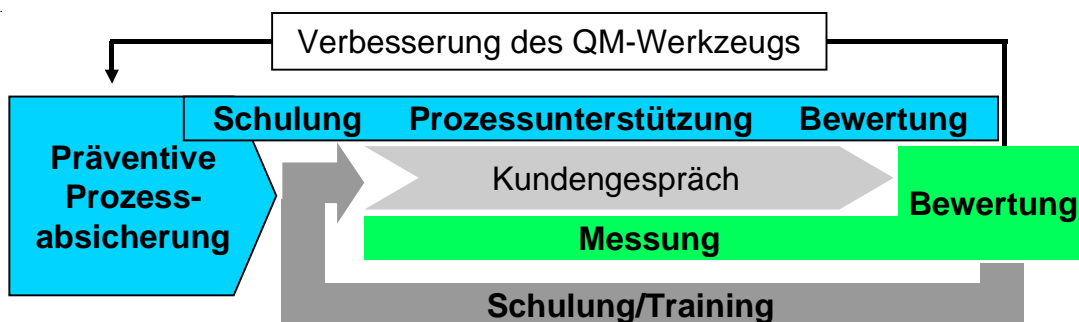 Verbesserung des QM-Werkzeugs
Schulung Prozessunterstützung Bewertung
Präventive
Prozess-
absicherung
Kundengespräch
Bewertung
Messung
Schulung/Training